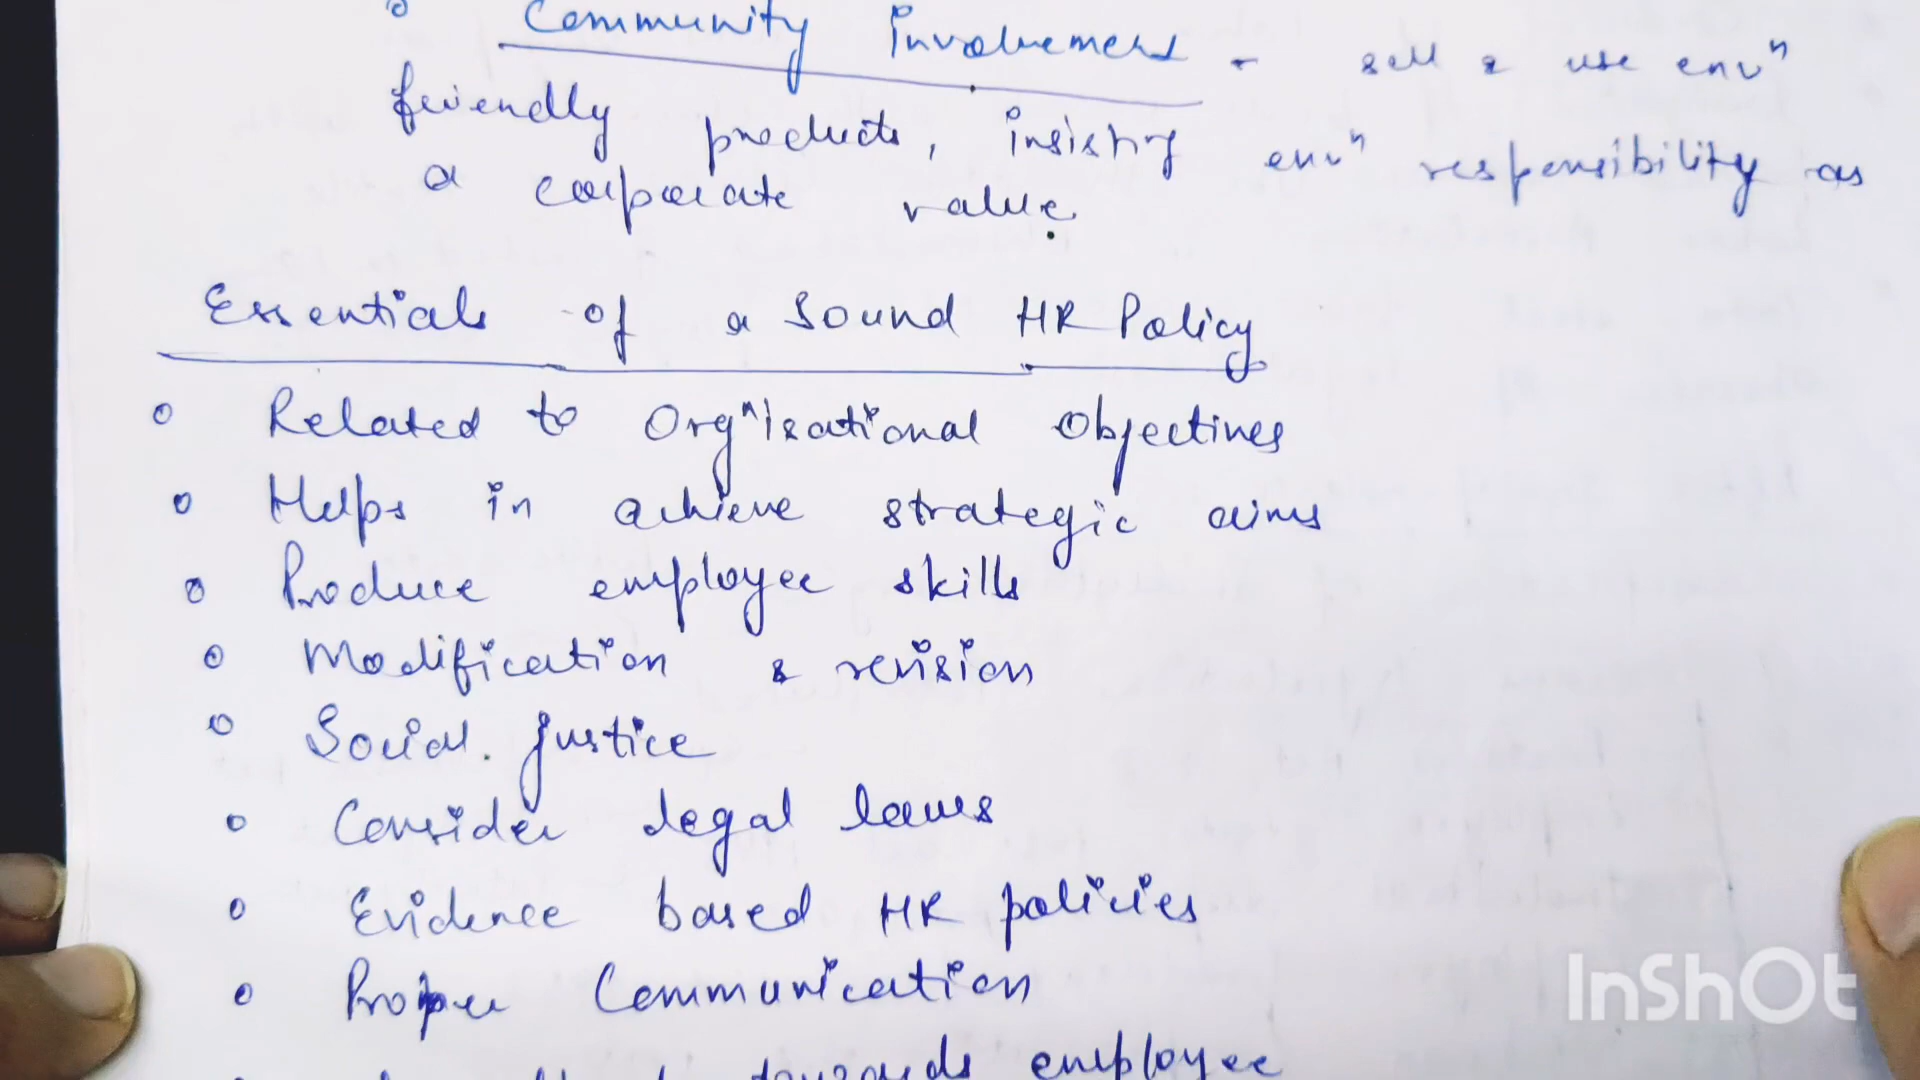 Community Involvement - sell & use envⁿ
friendly products, insisting envⁿ responsibility as
a corporate value.
Essentials of a Sound HR Policy
Related to Orgⁿisational Objectives
Helps in achieve strategic aims
Produce employee skills
Modification & revision
Social justice
Consider legal laws
Evidence based HR policies
Proper Communication
towards employee
InShOt